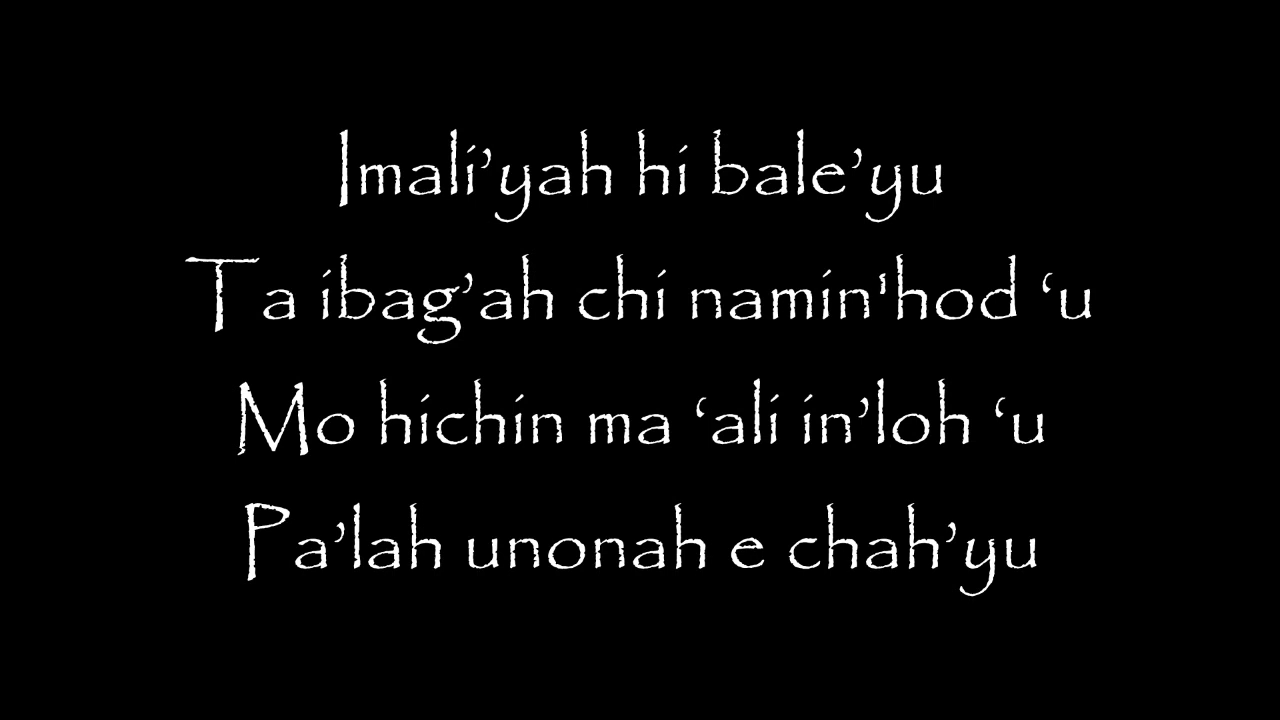 Imali’yah hi bale’yu
Ta ibag’ah chi namin'hod ‘u
Mo hichin ma ‘ali in’loh ‘u
Pa’lah unonah e chah’yu